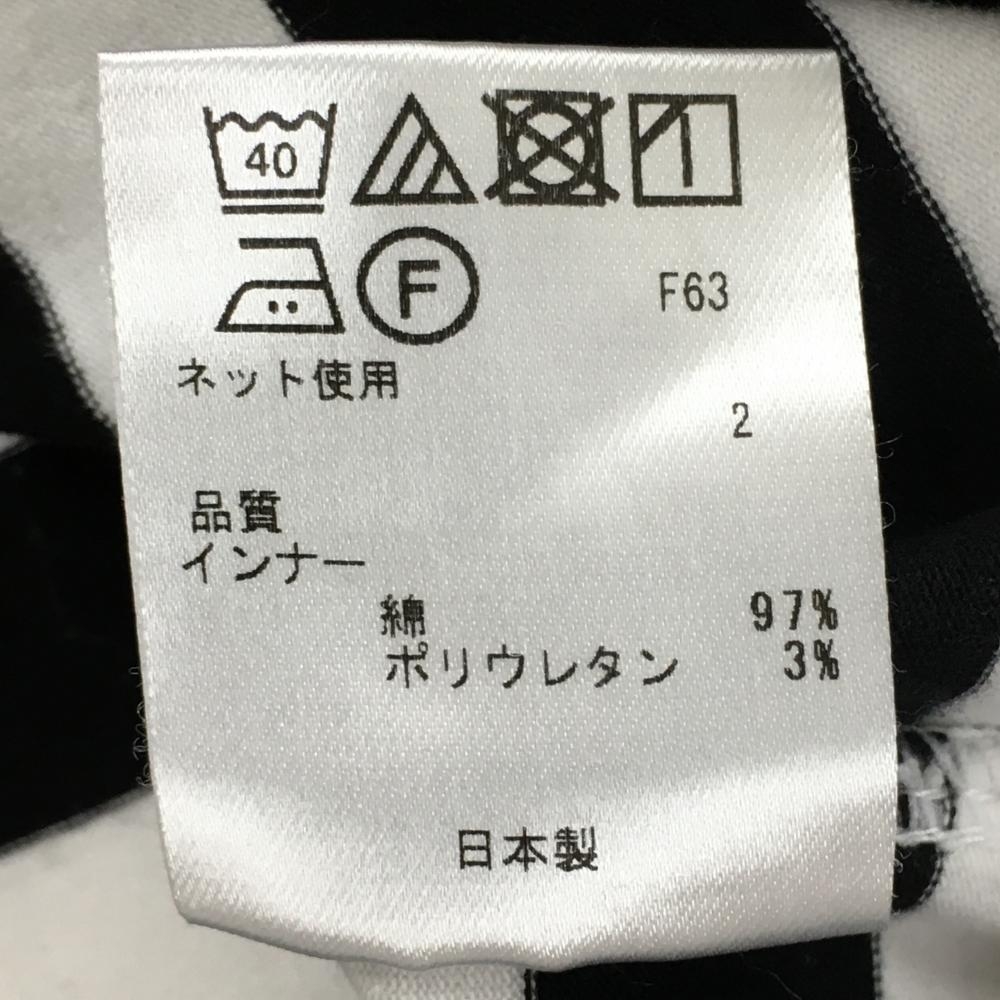 40
F F63
ネット使用
2
品質
インナー
綿 97%
ポリウレタン 3%
日本製